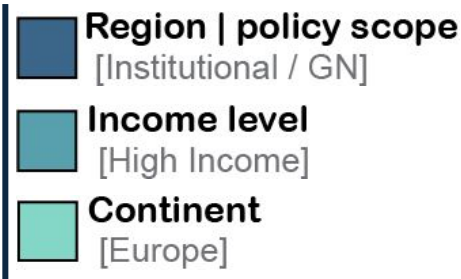 Region | policy scope
[Institutional / GN]
Income level
[High Income]
Continent
[Europe]